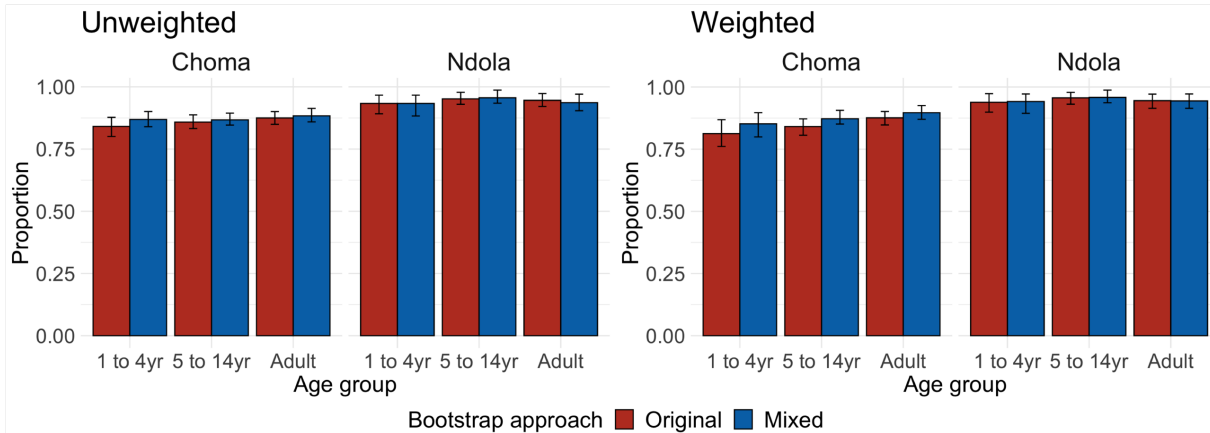 Unweighted
Choma
Ndola
1.00
0.75
0.50
0.25
0.00
Proportion
1 to 4yr 5 to 14yr Adult
1 to 4yr 5 to 14yr Adult
Age group
Weighted
Choma
Ndola
1.00
0.75
0.50
0.25
0.00
Proportion
1 to 4yr 5 to 14yr Adult
1 to 4yr 5 to 14yr Adult
Age group
Bootstrap approach Original Mixed